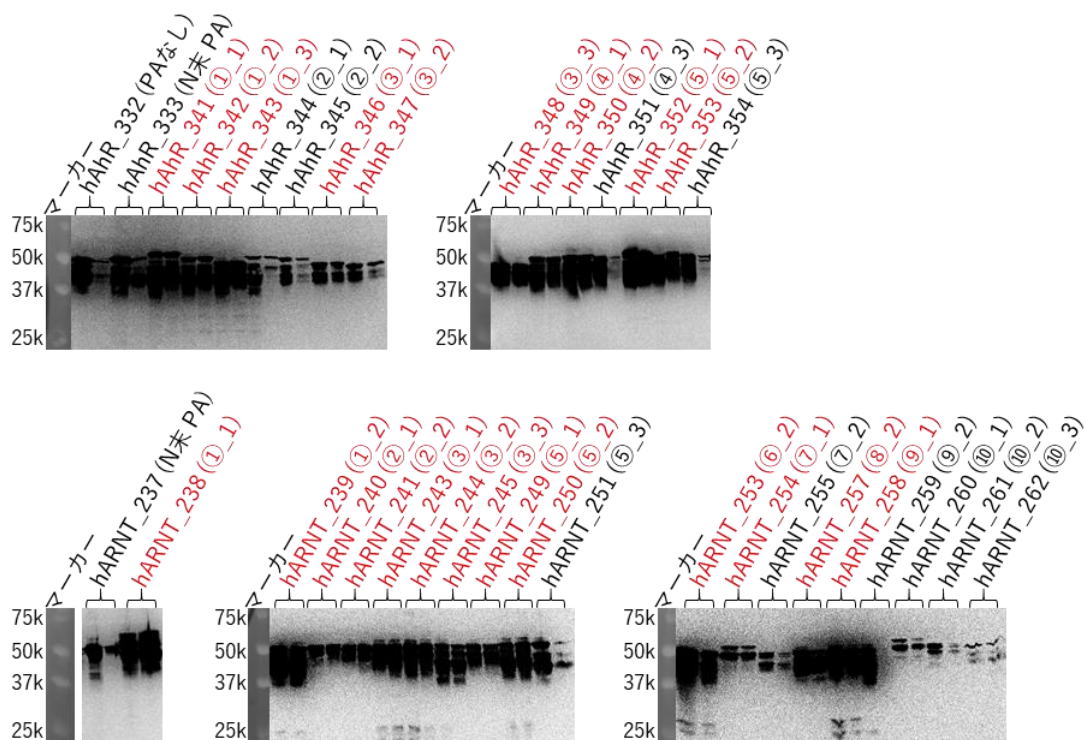 マーカー
hAhR_332 (PAなし)
hAhR_333 (N末 PA)
hAhR_341 (①_1)
hAhR_342 (①_2)
hAhR_343 (①_3)
hAhR_344 (②_1)
hAhR_345 (②_2)
hAhR_346 (③_1)
hAhR_347 (③_2)
75k
50k
37k
25k
マーカー
hAhR_348 (③_3)
hAhR_349 (④_1)
hAhR_350 (④_2)
hAhR_351 (④_3)
hAhR_352 (⑤_1)
hAhR_353 (⑤_2)
hAhR_354 (⑤_3)
75k
50k
37k
25k
マーカー
hARNT_237 (N末 PA)
hARNT_238 (①_1)
75k
50k
37k
25k
マーカー
hARNT_239 (①_2)
hARNT_240 (②_1)
hARNT_241 (②_2)
hARNT_243 (③_1)
hARNT_244 (③_2)
hARNT_245 (③_3)
hARNT_249 (⑤_1)
hARNT_250 (⑤_2)
hARNT_251 (⑤_3)
75k
50k
37k
25k
マーカー
hARNT_253 (⑥_2)
hARNT_254 (⑦_1)
hARNT_255 (⑦_2)
hARNT_257 (⑧_2)
hARNT_258 (⑨_1)
hARNT_259 (⑨_2)
hARNT_260 (⑩_1)
hARNT_261 (⑩_2)
hARNT_262 (⑩_3)
75k
50k
37k
25k